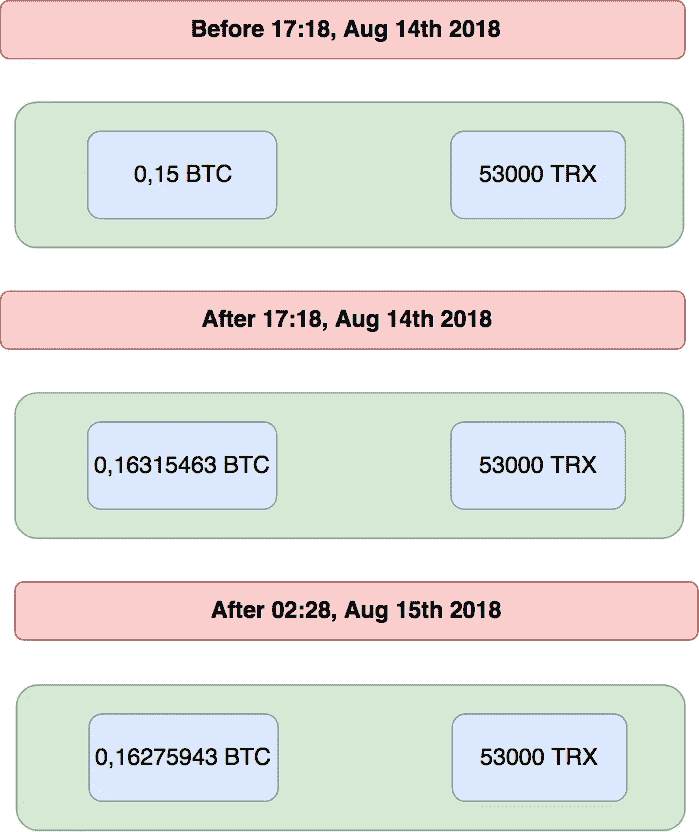 Before 17:18, Aug 14th 2018
0,15 BTC
53000 TRX
After 17:18, Aug 14th 2018
0,16315463 BTC
53000 TRX
After 02:28, Aug 15th 2018
0,16275943 BTC
53000 TRX